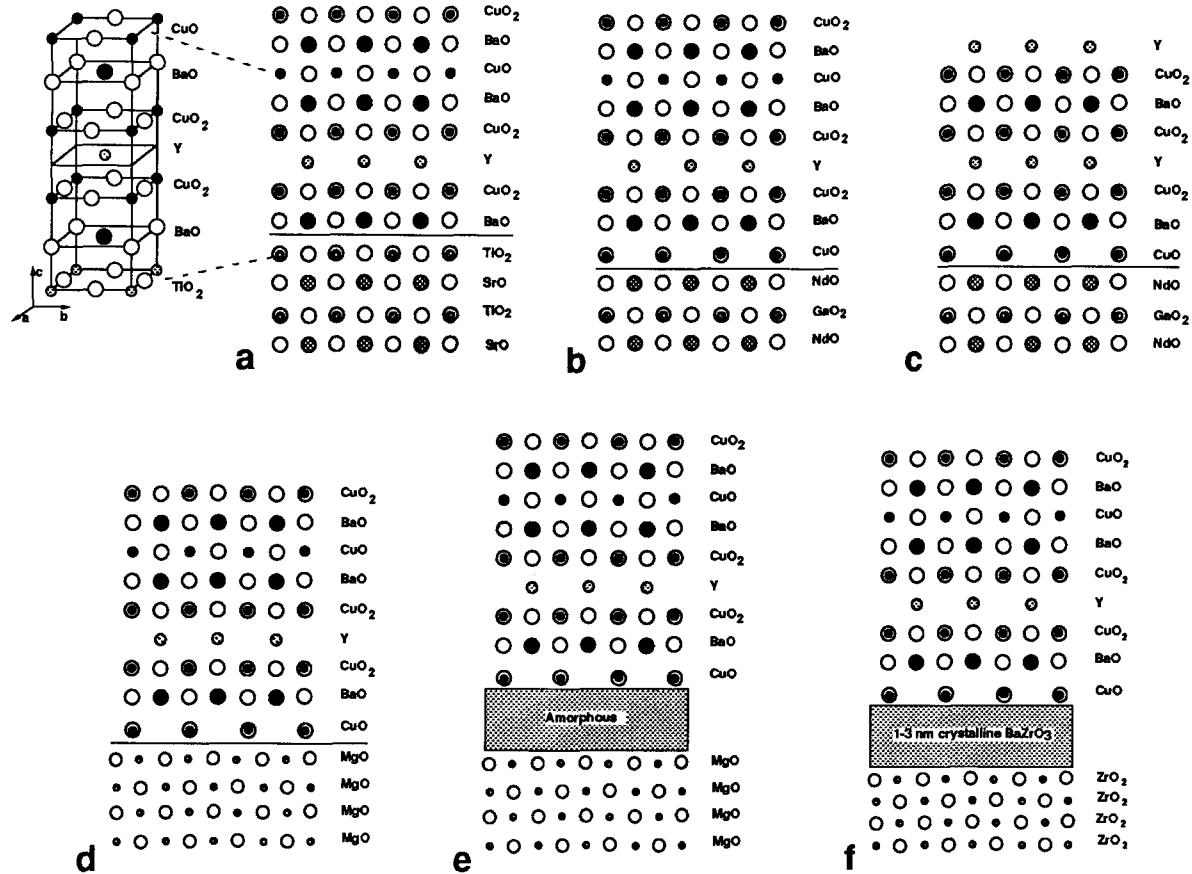 CuO
BaO
CuO₂
Y
CuO₂
BaO
TIO₂
c
a
b
CuO₂
BaO
CuO
BaO
CuO₂
Y
CuO₂
BaO
TIO₂
SrO
TIO₂
SrO
a
CuO₂
BaO
CuO
BaO
CuO₂
Y
CuO₂
BaO
CuO
NdO
GaO₂
NdO
b
Y
CuO₂
BaO
CuO₂
Y
CuO₂
BaO
CuO
NdO
GaO₂
NdO
c
CuO₂
BaO
CuO
BaO
CuO₂
Y
CuO₂
BaO
CuO
MgO
MgO
MgO
MgO
d
CuO₂
BaO
CuO
BaO
CuO₂
Y
CuO₂
BaO
CuO
Amorphous
MgO
MgO
MgO
MgO
e
CuO₂
BaO
CuO
BaO
CuO₂
Y
CuO₂
BaO
CuO
1-3 nm crystalline BaZrO₃
ZrO₂
ZrO₂
ZrO₂
ZrO₂
f